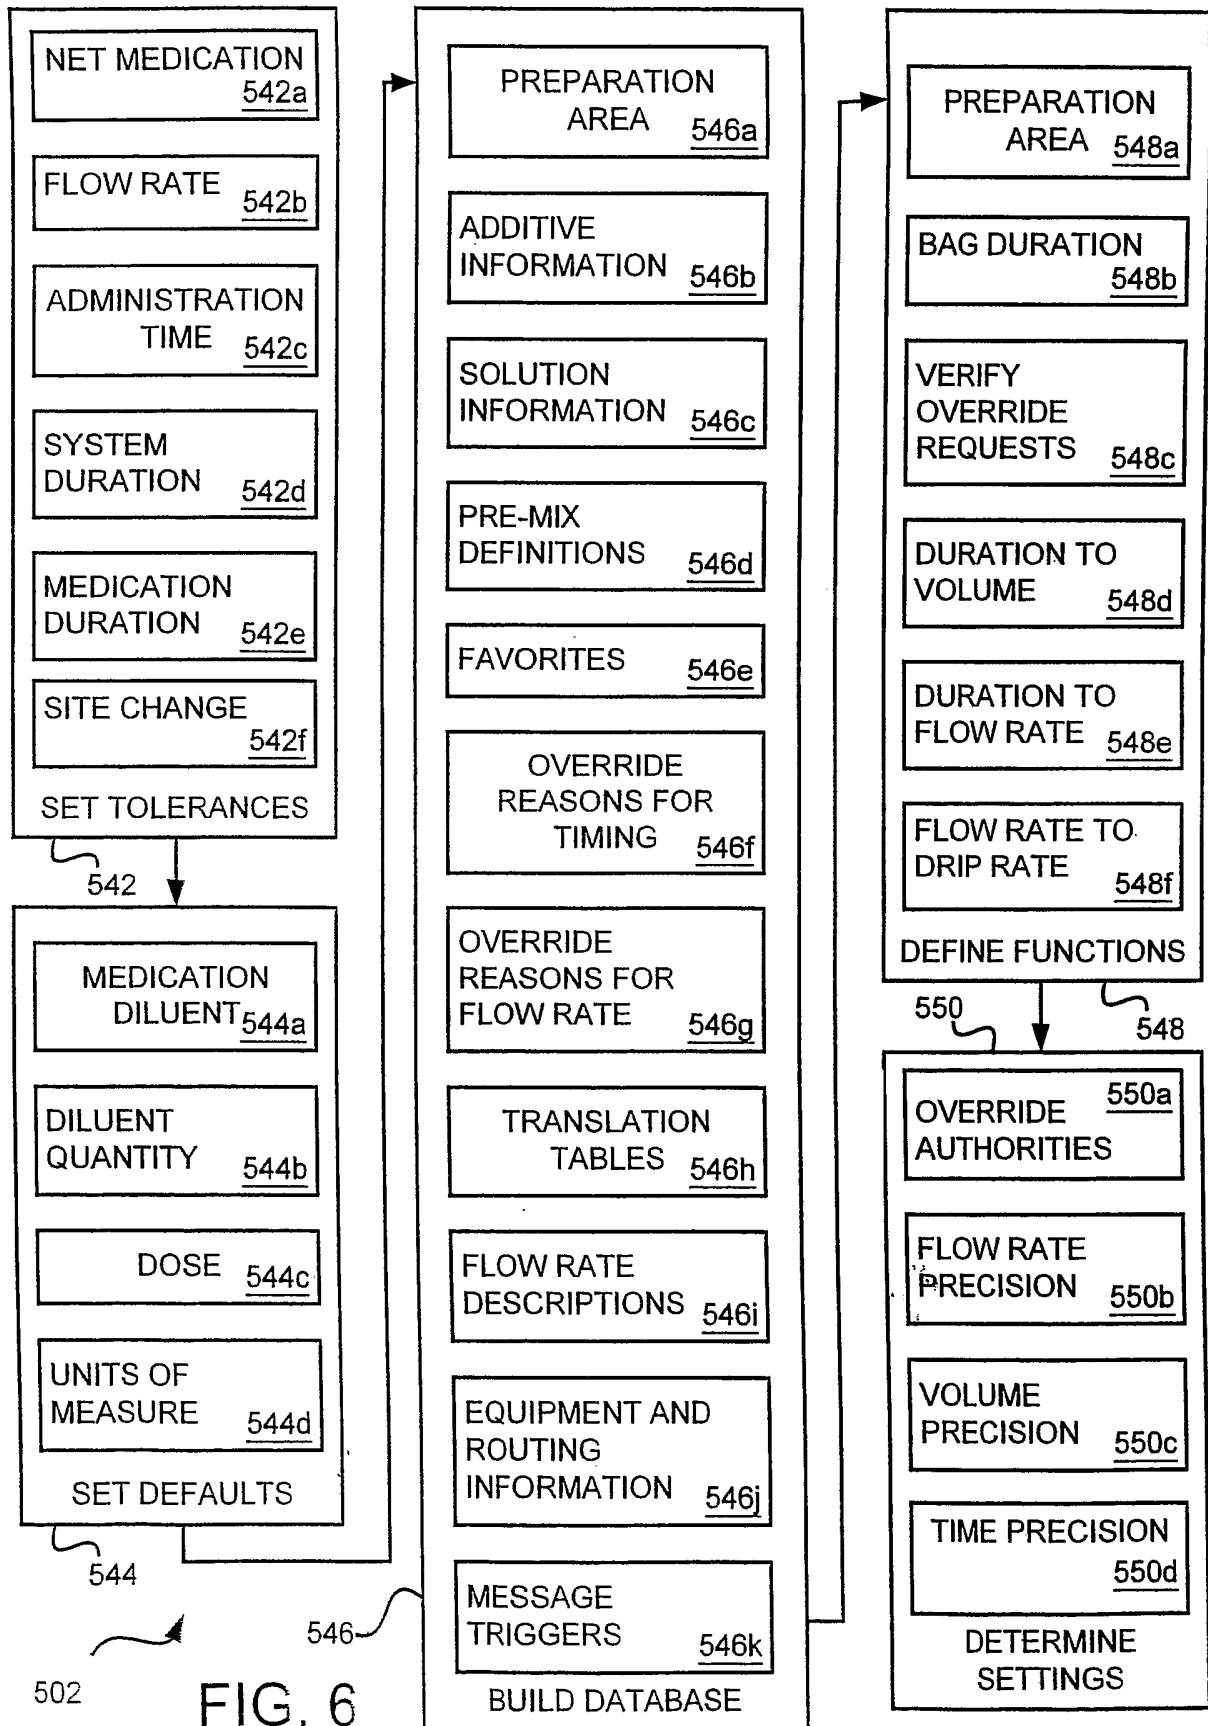 NET MEDICATION
542a
FLOW RATE
542b
ADMINISTRATION
TIME
542c
SYSTEM
DURATION
542d
MEDICATION
DURATION
542e
SITE CHANGE
542f
SET TOLERANCES
542
MEDICATION
DILUENT
544a
DILUENT
QUANTITY
544b
DOSE
544c
UNITS OF
MEASURE
544d
SET DEFAULTS
544
502
FIG. 6
PREPARATION
AREA
546a
ADDITIVE
INFORMATION
546b
SOLUTION
INFORMATION
546c
PRE-MIX
DEFINITIONS
546d
FAVORITES
546e
OVERRIDE
REASONS FOR
TIMING
546f
OVERRIDE
REASONS FOR
FLOW RATE
546g
TRANSLATION
TABLES
546h
FLOW RATE
DESCRIPTIONS
546i
EQUIPMENT AND
ROUTING
INFORMATION
546j
MESSAGE
TRIGGERS
546k
546
BUILD DATABASE
PREPARATION
AREA
548a
BAG DURATION
548b
VERIFY
OVERRIDE
REQUESTS
548c
DURATION TO
VOLUME
548d
DURATION TO
FLOW RATE
548e
FLOW RATE TO
DRIP RATE
548f
DEFINE FUNCTIONS
548
550
550a
OVERRIDE
AUTHORITIES
FLOW RATE
PRECISION
550b
VOLUME
PRECISION
550c
TIME PRECISION
550d
DETERMINE
SETTINGS